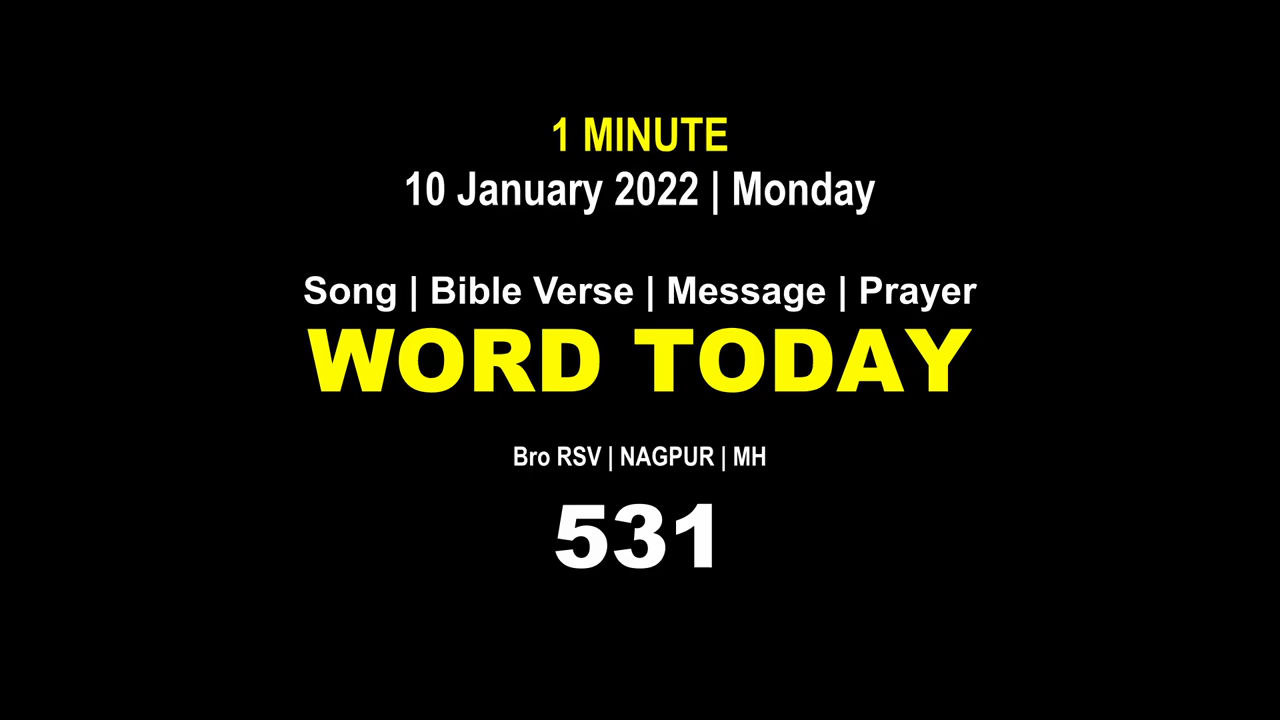 1 MINUTE
10 January 2022 | Monday
Song | Bible Verse | Message | Prayer
WORD TODAY
Bro RSV | NAGPUR | MH
531